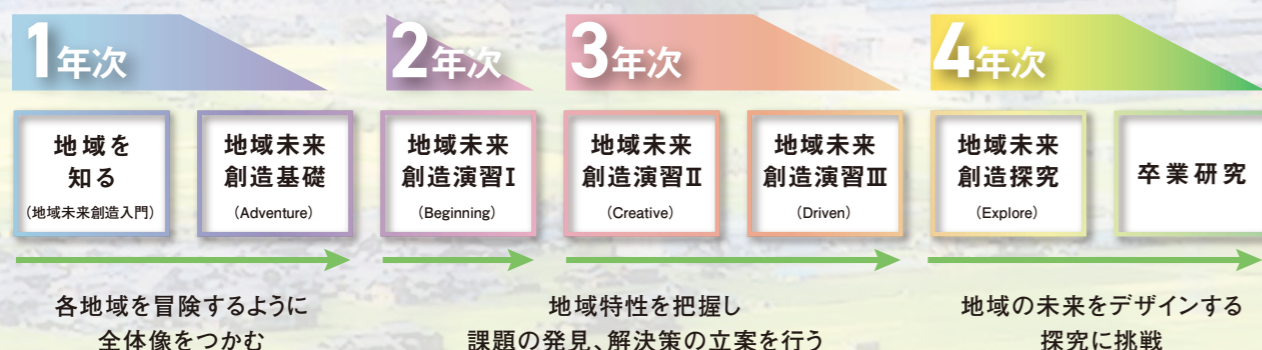 1年次
2年次
3年次
4年次
地域を
知る
(地域未来創造入門)
地域未来
創造基礎
(Adventure)
地域未来
創造演習Ⅰ
(Beginning)
地域未来
創造演習Ⅱ
(Creative)
地域未来
創造演習Ⅲ
(Driven)
地域未来
創造探究
(Explore)
卒業研究
各地域を冒険するように
全体像をつかむ
地域特性を把握し
課題の発見、解決策の立案を行う
地域の未来をデザインする
探究に挑戦